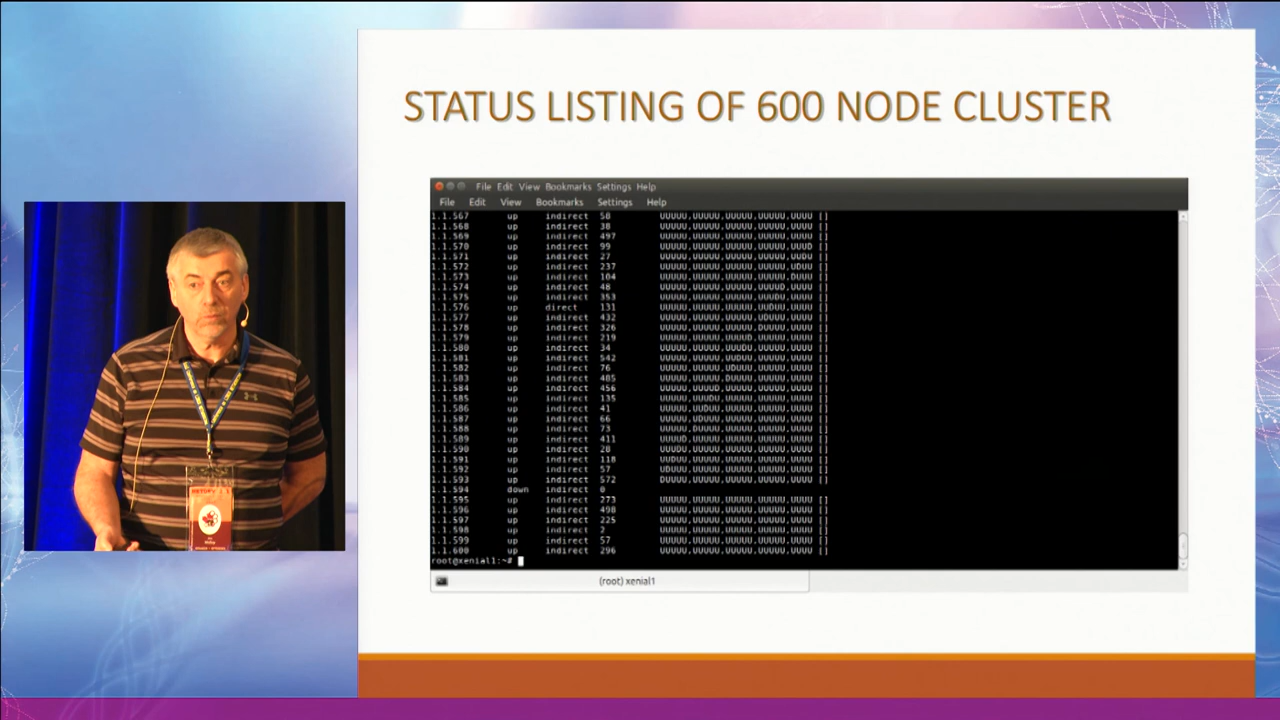 STATUS LISTING OF 600 NODE CLUSTER
File Edit View Bookmarks Settings Help
File Edit View Bookmarks Settings Help
1.1.567 up indirect 58 UUUUU,UUUUU,UUUUU,UUUUU,UUUU []
1.1.568 up indirect 38 UUUUU,UUUUU,UUUUU,UUUUU,UUUU []
1.1.569 up indirect 497 UUUUU,UUUUU,UUUUU,UUUUU,UUUU []
1.1.570 up indirect 99 UUUUU,UUUUU,UUUUU,UUUUU,UUUD []
1.1.571 up indirect 27 UUUUU,UUUUU,UUUUU,UUUUU,UUDU []
1.1.572 up indirect 237 UUUUU,UUUUU,UUUUU,UUUUU,UDUU []
1.1.573 up indirect 104 UUUUU,UUUUU,UUUUU,UUUUU,DUUU []
1.1.574 up indirect 48 UUUUU,UUUUU,UUUUU,UUUUD,UUUU []
1.1.575 up indirect 353 UUUUU,UUUUU,UUUUU,UUUDU,UUUU []
1.1.576 up direct 131 UUUUU,UUUUU,UUUUU,UUDUU,UUUU []
1.1.577 up indirect 432 UUUUU,UUUUU,UUUUU,UDUUU,UUUU []
1.1.578 up indirect 326 UUUUU,UUUUU,UUUUU,DUUUU,UUUU []
1.1.579 up indirect 219 UUUUU,UUUUU,UUUUD,UUUUU,UUUU []
1.1.580 up indirect 34 UUUUU,UUUUU,UUUDU,UUUUU,UUUU []
1.1.581 up indirect 542 UUUUU,UUUUU,UUDUU,UUUUU,UUUU []
1.1.582 up indirect 76 UUUUU,UUUUU,UDUUU,UUUUU,UUUU []
1.1.583 up indirect 485 UUUUU,UUUUU,DUUUU,UUUUU,UUUU []
1.1.584 up indirect 456 UUUUU,UUUUD,UUUUU,UUUUU,UUUU []
1.1.585 up indirect 135 UUUUU,UUUDU,UUUUU,UUUUU,UUUU []
1.1.586 up indirect 41 UUUUU,UUDUU,UUUUU,UUUUU,UUUU []
1.1.587 up indirect 66 UUUUU,UDUUU,UUUUU,UUUUU,UUUU []
1.1.588 up indirect 73 UUUUU,DUUUU,UUUUU,UUUUU,UUUU []
1.1.589 up indirect 411 UUUUD,UUUUU,UUUUU,UUUUU,UUUU []
1.1.590 up indirect 28 UUUDU,UUUUU,UUUUU,UUUUU,UUUU []
1.1.591 up indirect 118 UUDUU,UUUUU,UUUUU,UUUUU,UUUU []
1.1.592 up indirect 57 UDUUU,UUUUU,UUUUU,UUUUU,UUUU []
1.1.593 up indirect 572 DUUUU,UUUUU,UUUUU,UUUUU,UUUU []
1.1.594 down indirect 0
1.1.595 up indirect 273 UUUUU,UUUUU,UUUUU,UUUUU,UUUU []
1.1.596 up indirect 498 UUUUU,UUUUU,UUUUU,UUUUU,UUUU []
1.1.597 up indirect 225 UUUUU,UUUUU,UUUUU,UUUUU,UUUU []
1.1.598 up indirect 2 UUUUU,UUUUU,UUUUU,UUUUU,UUUU []
1.1.599 up indirect 57 UUUUU,UUUUU,UUUUU,UUUUU,UUUU []
1.1.600 up indirect 296 UUUUU,UUUUU,UUUUU,UUUUU,UUUU []
root@xenial1:~#
(root) xenial1